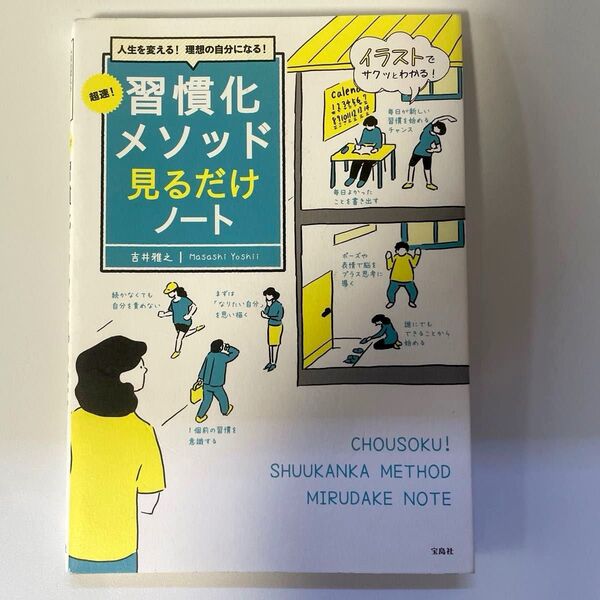 人生を変える！ 理想の自分になる！
超速！
習慣化
メソッド
見るだけ
ノート
吉井雅之 | Masashi Yoshii
イラストで
サクッとわかる！
毎日が新しい
習慣を始める
チャンス
毎日よかった
ことを書き出す
ポーズや
表情で脳を
プラス思考に
導く
誰にでも
できることから
始める
続かなくても
自分を責めない
まずは
「なりたい自分」
を思い描く
1個前の習慣を
意識する
CHOUSOKU!
SHUUKANKA METHOD
MIRUDAKE NOTE
宝島社